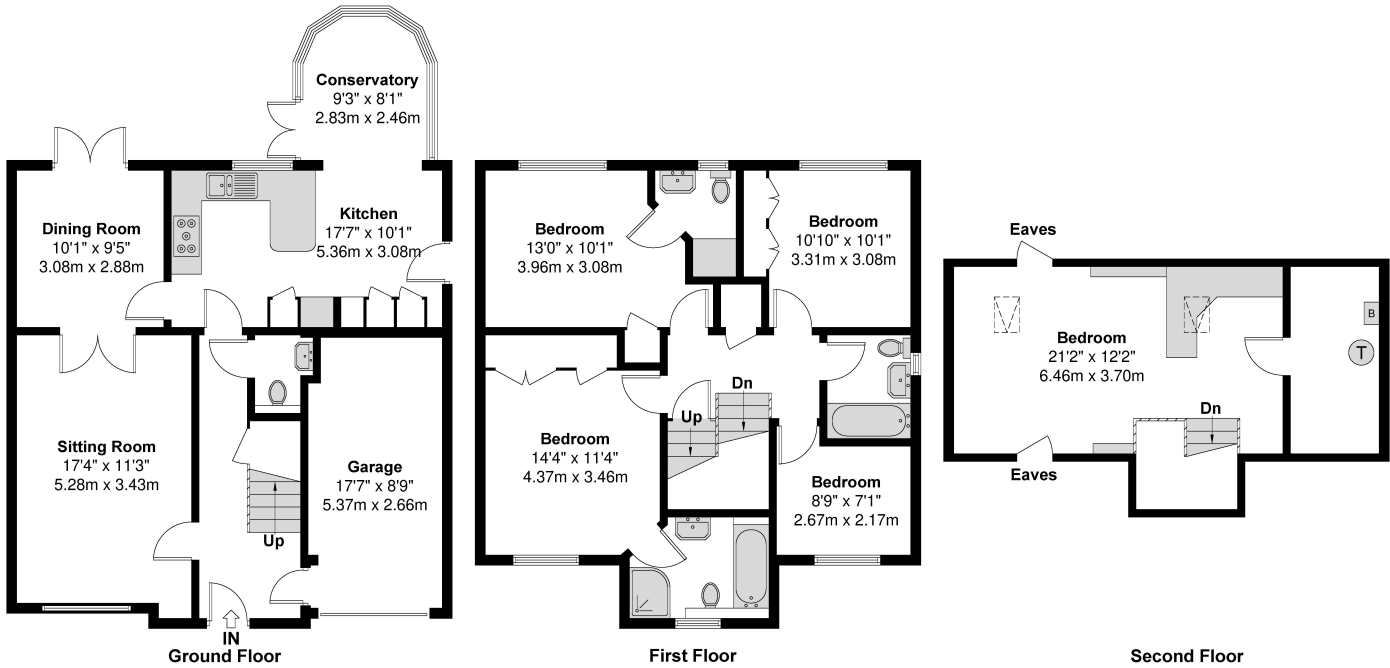 Conservatory
9'3" x 8'1"
2.83m x 2.46m
Dining Room
10'1" x 9'5"
3.08m x 2.88m
Kitchen
17'7" x 10'1"
5.36m x 3.08m
Sitting Room
17'4" x 11'3"
5.28m x 3.43m
Garage
17'7" x 8'9"
5.37m x 2.66m
Up
IN
Ground Floor
Bedroom
13'0" x 10'1"
3.96m x 3.08m
Bedroom
10'10" x 10'1"
3.31m x 3.08m
Dn
Up
Bedroom
14'4" x 11'4"
4.37m x 3.46m
Bedroom
8'9" x 7'1"
2.67m x 2.17m
First Floor
Eaves
Bedroom
21'2" x 12'2"
6.46m x 3.70m
B
T
Dn
Eaves
Second Floor